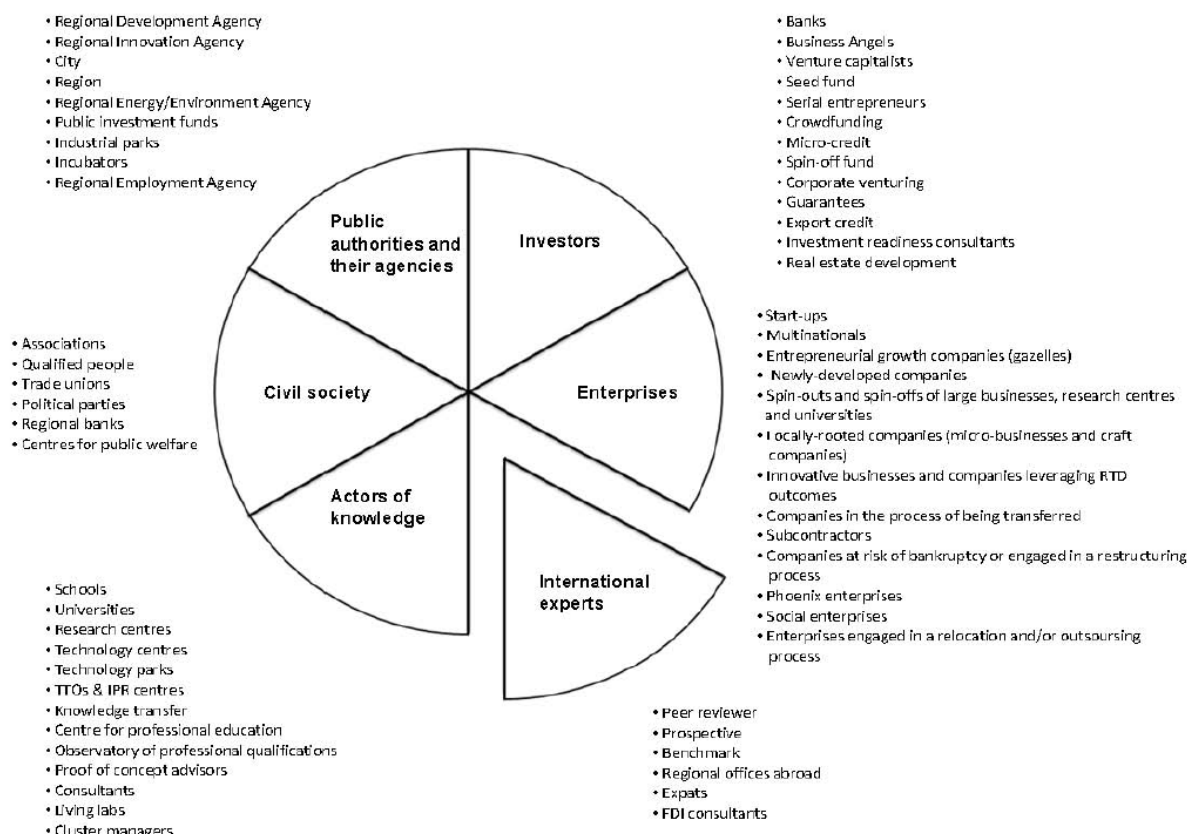 • Regional Development Agency
• Regional Innovation Agency
• City
• Region
• Regional Energy/Environment Agency
• Public investment funds
• Industrial parks
• Incubators
• Regional Employment Agency
• Banks
• Business Angels
• Venture capitalists
• Seed fund
• Serial entrepreneurs
• Crowdfunding
• Micro-credit
• Spin-off fund
• Corporate venturing
• Guarantees
• Export credit
• Investment readiness consultants
• Real estate development
Public
authorities and
their agencies
Investors
Civil society
Enterprises
Actors of
knowledge
International
experts
• Associations
• Qualified people
• Trade unions
• Political parties
• Regional banks
• Centres for public welfare
• Start-ups
• Multinationals
• Entrepreneurial growth companies (gazelles)
• Newly-developed companies
• Spin-outs and spin-offs of large businesses, research centres
and universities
• Locally-rooted companies (micro-businesses and craft
companies)
• Innovative businesses and companies leveraging RTD
outcomes
• Companies in the process of being transferred
• Subcontractors
• Companies at risk of bankruptcy or engaged in a restructuring
process
• Phoenix enterprises
• Social enterprises
• Enterprises engaged in a relocation and/or outsoursing
process
• Schools
• Universities
• Research centres
• Technology centres
• Technology parks
• TTOs & IPR centres
• Knowledge transfer
• Centre for professional education
• Observatory of professional qualifications
• Proof of concept advisors
• Consultants
• Living labs
• Cluster managers
• Peer reviewer
• Prospective
• Benchmark
• Regional offices abroad
• Expats
• FDI consultants